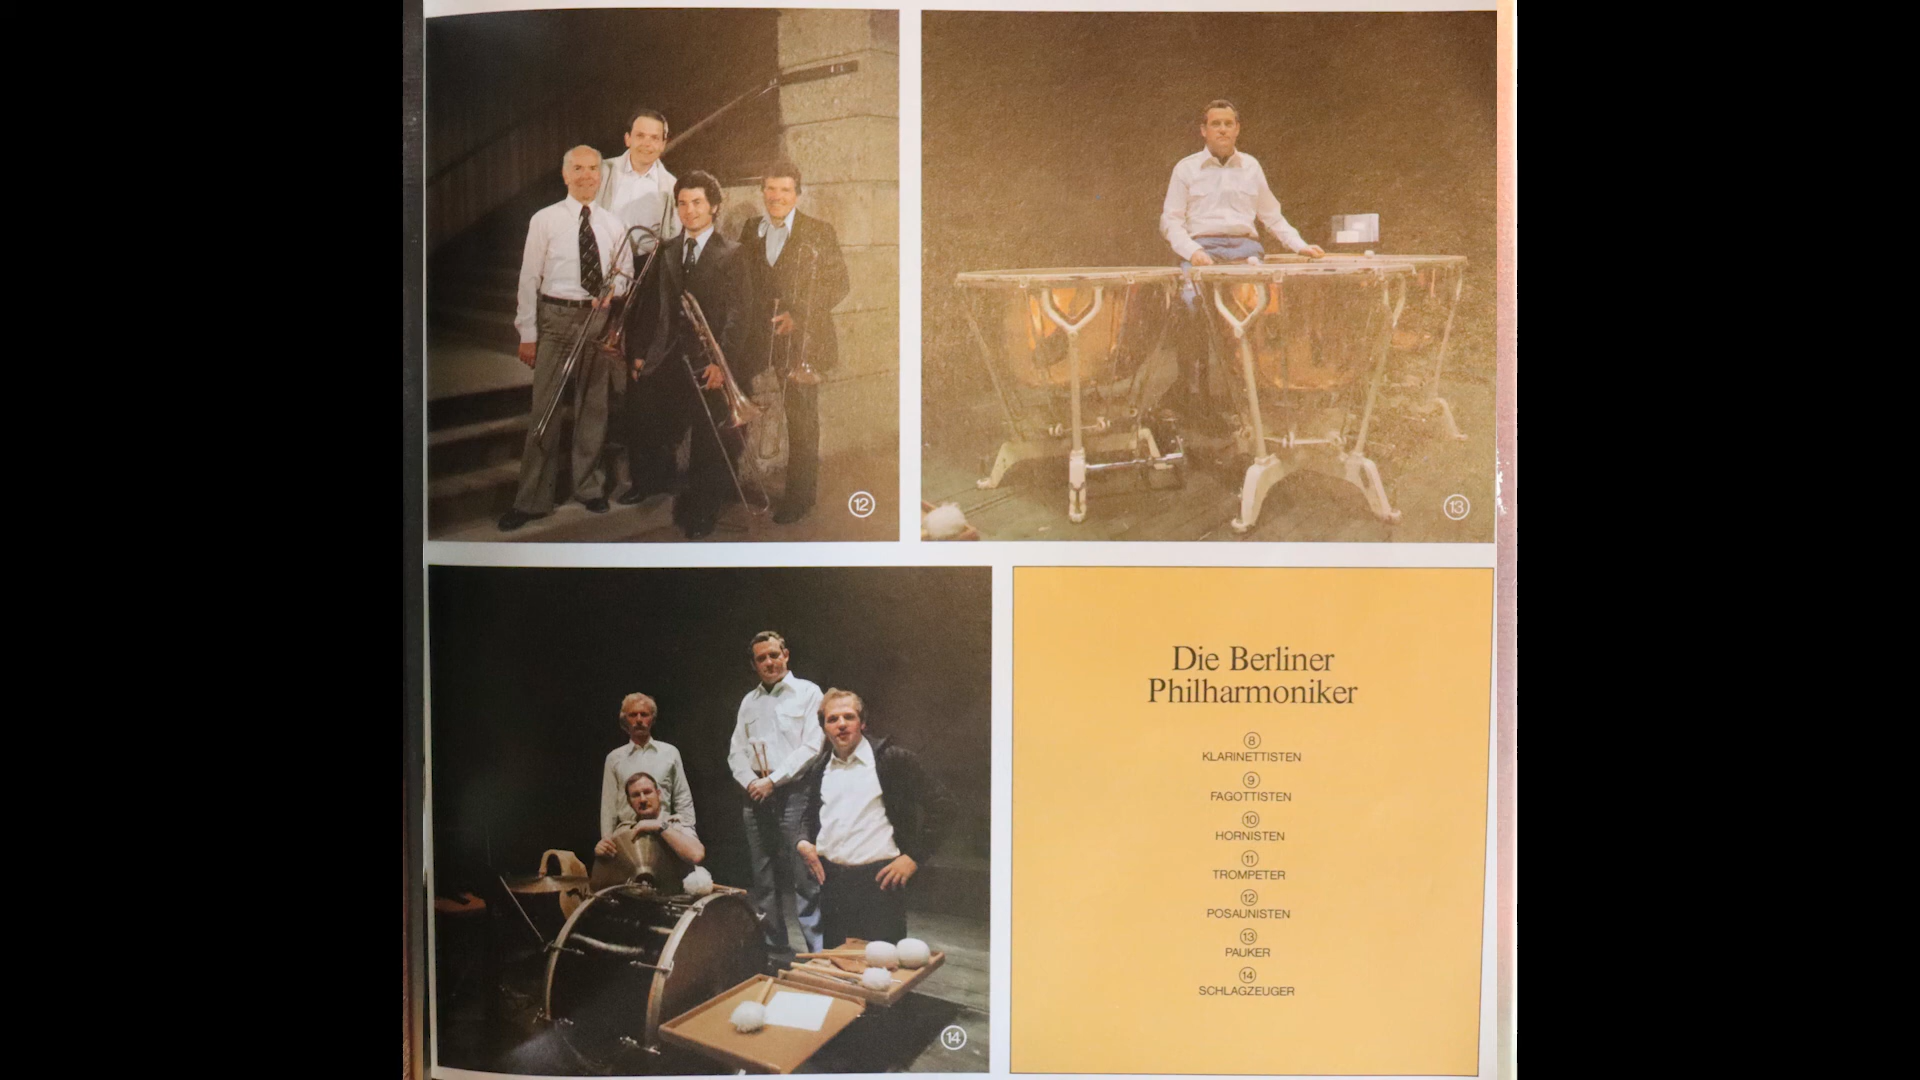 12
13
14
Die Berliner
Philharmoniker
8
KLARINETTISTEN
9
FAGOTTISTEN
10
HORNISTEN
11
TROMPETER
12
POSAUNISTEN
13
PAUKER
14
SCHLAGZEUGER